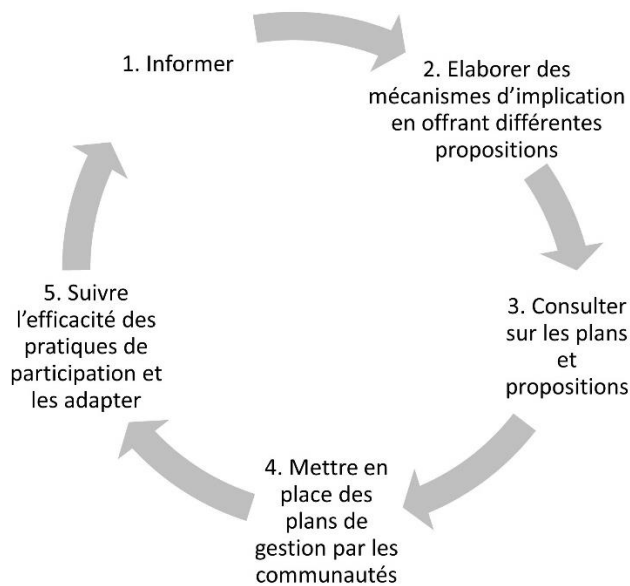 1. Informer
2. Elaborer des
mécanismes d’implication
en offrant différentes
propositions
3. Consulter
sur les plans
et
propositions
4. Mettre en
place des
plans de
gestion par les
communautés
5. Suivre
l’efficacité des
pratiques de
participation et
les adapter